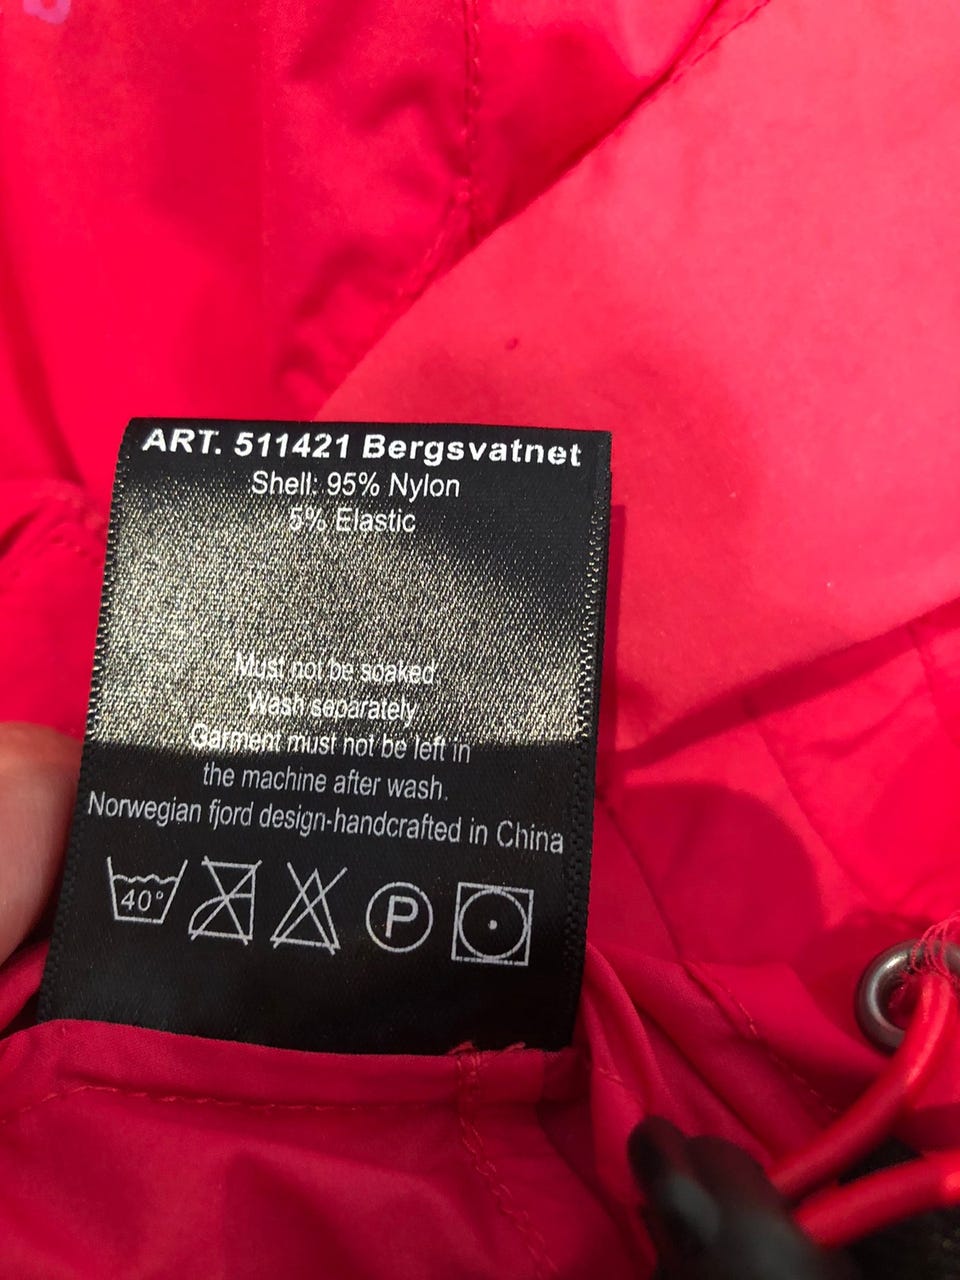 ART. 511421 Bergsvatnet
Shell: 95% Nylon
5% Elastic
Must not be soaked
Wash separately
Garment must not be left in
the machine after wash.
Norwegian fjord design-handcrafted in China
40° P